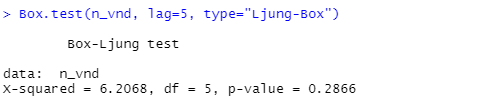 > Box.test(n_vnd, lag=5, type="Ljung-Box")
Box-Ljung test
data:  n_vnd
X-squared = 6.2068, df = 5, p-value = 0.2866